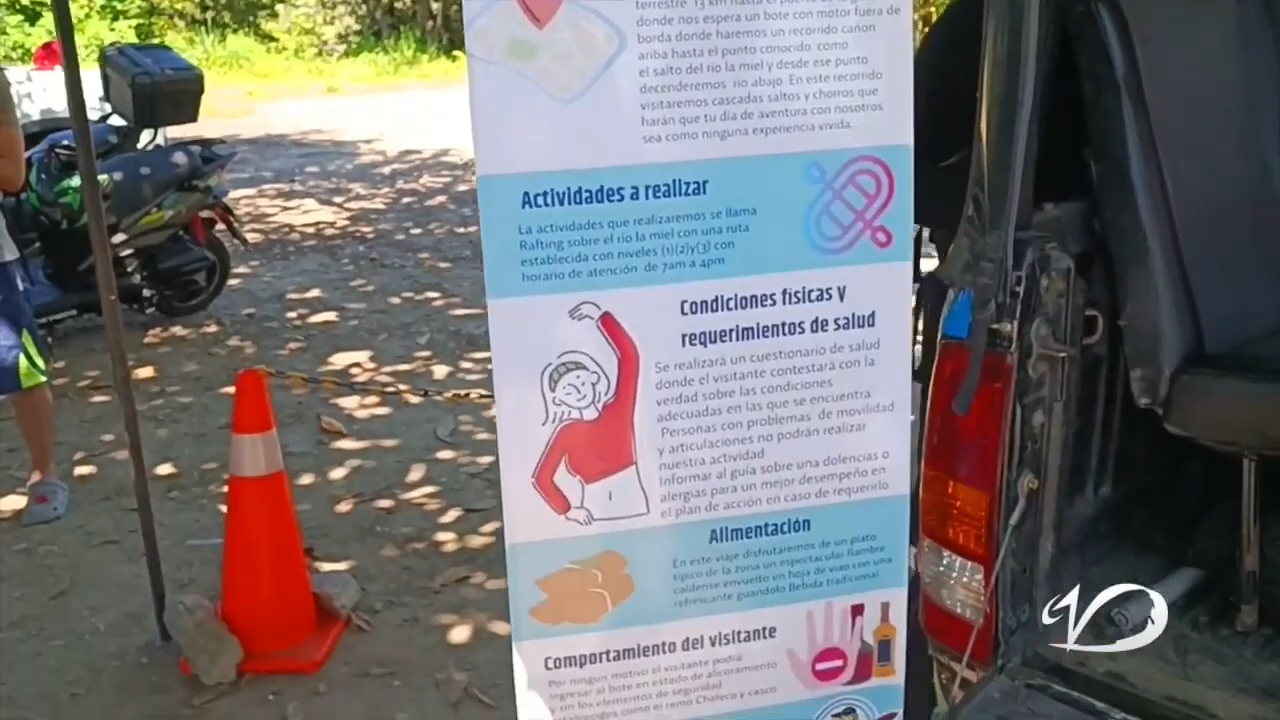 terrestre 13 km hasta el
donde nos espera un bote con motor fuera de
borda donde haremos un recorrido cañon
arriba hasta el punto conocido como
el salto del rio la miel y desde ese punto
decenderemos rio abajo. En este recorrido
visitaremos cascadas saltos y chorros que
harán que tu día de aventura con nosotros
sea como ninguna experiencia vivida.
Actividades a realizar
La actividades que realizaremos se llama
Rafting sobre el río la miel con una ruta
establecida con niveles (1)(2)y(3) con
horario de atención de 7am a 4pm
Condiciones fisicas y
requerimientos de salud
Se realizará un cuestionario de salud
donde el visitante contestará con la
verdad sobre las condiciones
adecuadas en las que se encuentra.
Personas con problemas de movilidad
y articulaciones no podrán realizar
nuestra actividad
Informar al guía sobre una dolencias o
alergias para un mejor desempeño en
el plan de acción en caso de requerirlo
Alimentación
En este viaje disfrutaremos de un plato
típico de la zona un espectacular fiambre
caldense envuelto en hoja de viao con una
refrescante guandolo Bebida tradicional
Comportamiento del visitante
Por ningun motivo el visitante podrá
ingresar al bote en estado de alicoramiento
y sin los elementos de seguridad
establecidos como el remo Chaleco y casco